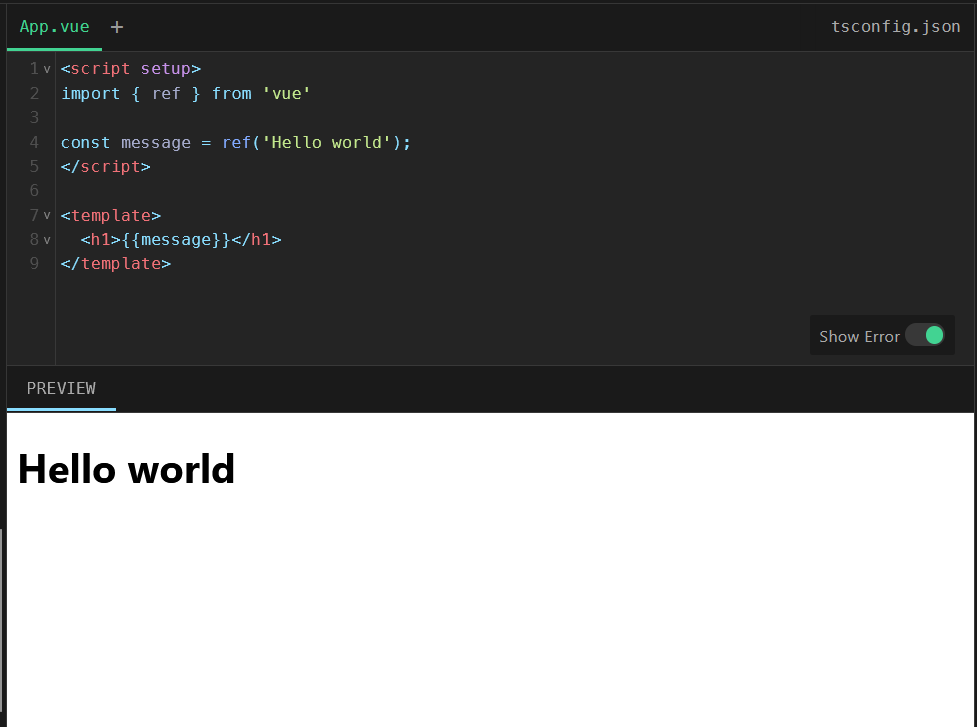 App.vue + tsconfig.json
1 v <script setup>
2 import { ref } from 'vue'
3
4 const message = ref('Hello world');
5 </script>
6
7 v <template>
8 v   <h1>{{message}}</h1>
9 </template>
Show Error
PREVIEW
Hello world